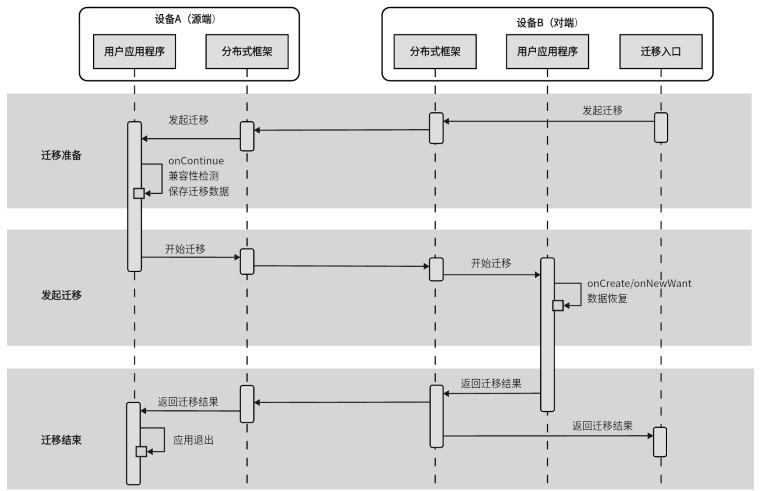 设备A（源端）
设备B（对端）
用户应用程序
分布式框架
分布式框架
用户应用程序
迁移入口
迁移准备
发起迁移
发起迁移
onContinue
兼容性检测
保存迁移数据
发起迁移
开始迁移
开始迁移
onCreate/onNewWant
数据恢复
迁移结束
返回迁移结果
返回迁移结果
返回迁移结果
应用退出